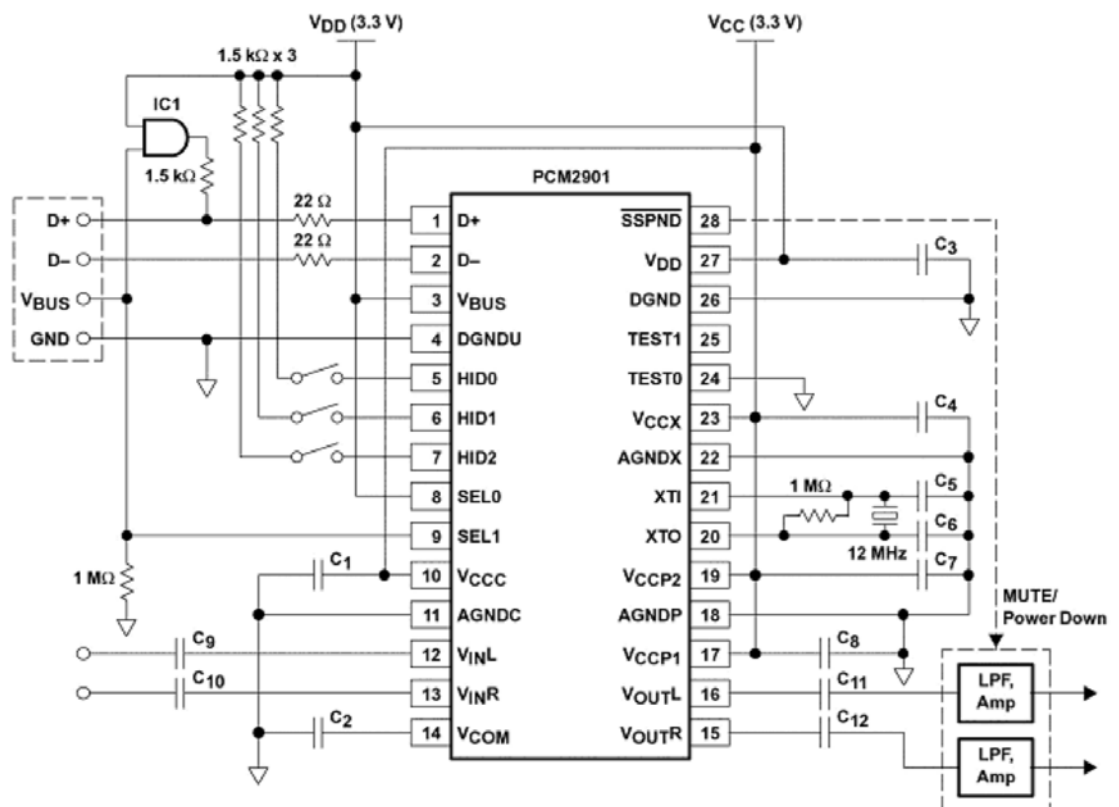 VDD (3.3 V)
VCC (3.3 V)
1.5 kΩ x 3
IC1
1.5 kΩ
PCM2901
22 Ω
22 Ω
D+
D–
VBUS
GND
1 D+
2 D–
3 VBUS
4 DGNDU
5 HID0
6 HID1
7 HID2
8 SEL0
9 SEL1
10 VCCC
11 AGNDC
12 VINL
13 VINR
14 VCOM
SSPND 28
VDD 27
DGND 26
TEST1 25
TEST0 24
VCCX 23
AGNDX 22
XTI 21
XTO 20
VCCP2 19
AGNDP 18
VCCP1 17
VOUTL 16
VOUTR 15
C3
C4
1 MΩ
C5
C6
12 MHz
C7
1 MΩ
C1
MUTE/
Power Down
C9
C8
C10
C11
C2
C12
LPF,
Amp
LPF,
Amp